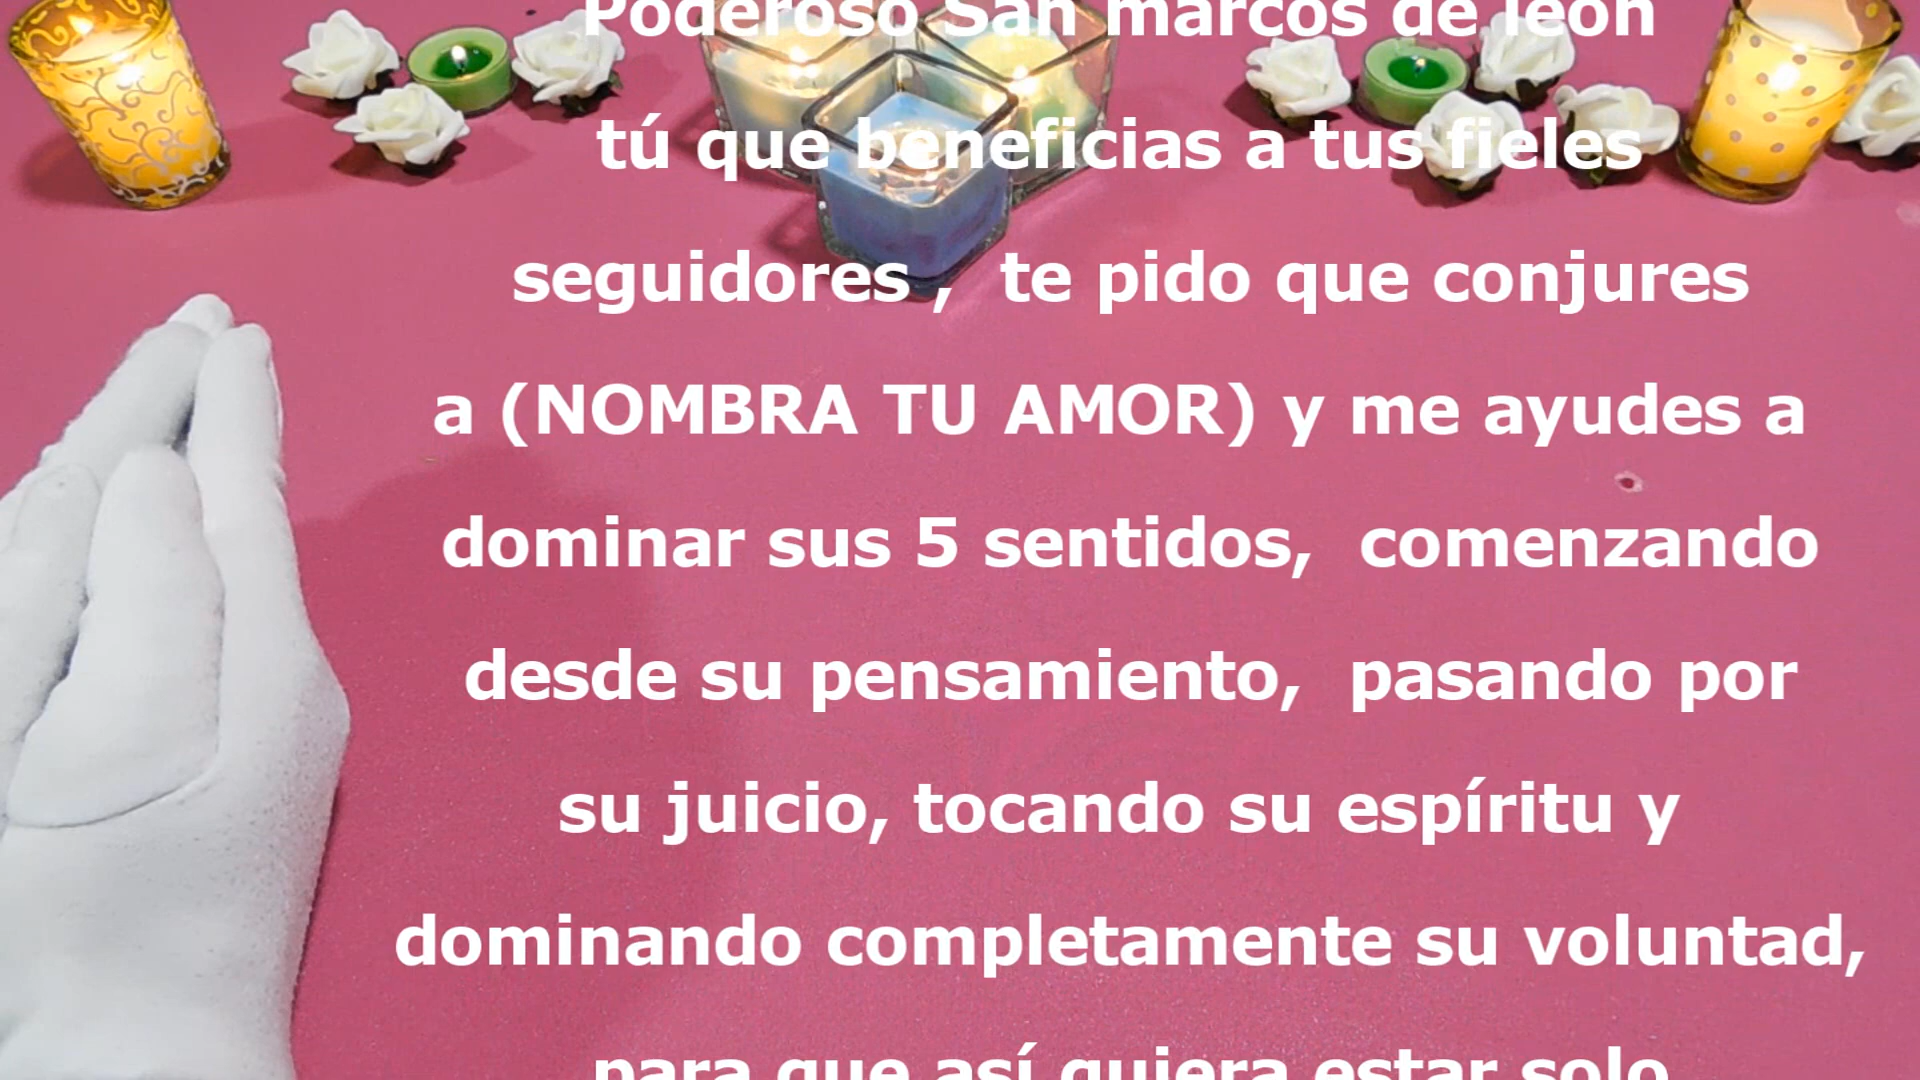 Poderoso San marcos de león
tú que beneficias a tus fieles
seguidores ,  te pido que conjures
a (NOMBRA TU AMOR) y me ayudes a
dominar sus 5 sentidos,  comenzando
desde su pensamiento,  pasando por
su juicio, tocando su espíritu y
dominando completamente su voluntad,
para que así quiera estar solo